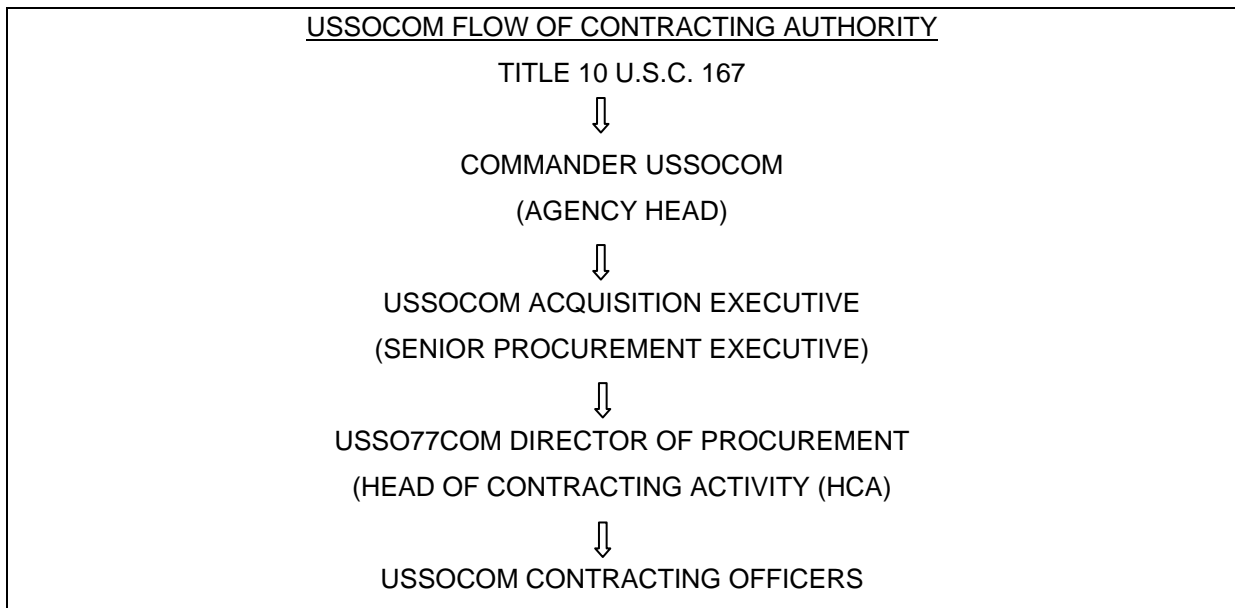 USSOCOM FLOW OF CONTRACTING AUTHORITY
TITLE 10 U.S.C. 167
⇩
COMMANDER USSOCOM
(AGENCY HEAD)
⇩
USSOCOM ACQUISITION EXECUTIVE
(SENIOR PROCUREMENT EXECUTIVE)
⇩
USSO77COM DIRECTOR OF PROCUREMENT
(HEAD OF CONTRACTING ACTIVITY (HCA)
⇩
USSOCOM CONTRACTING OFFICERS